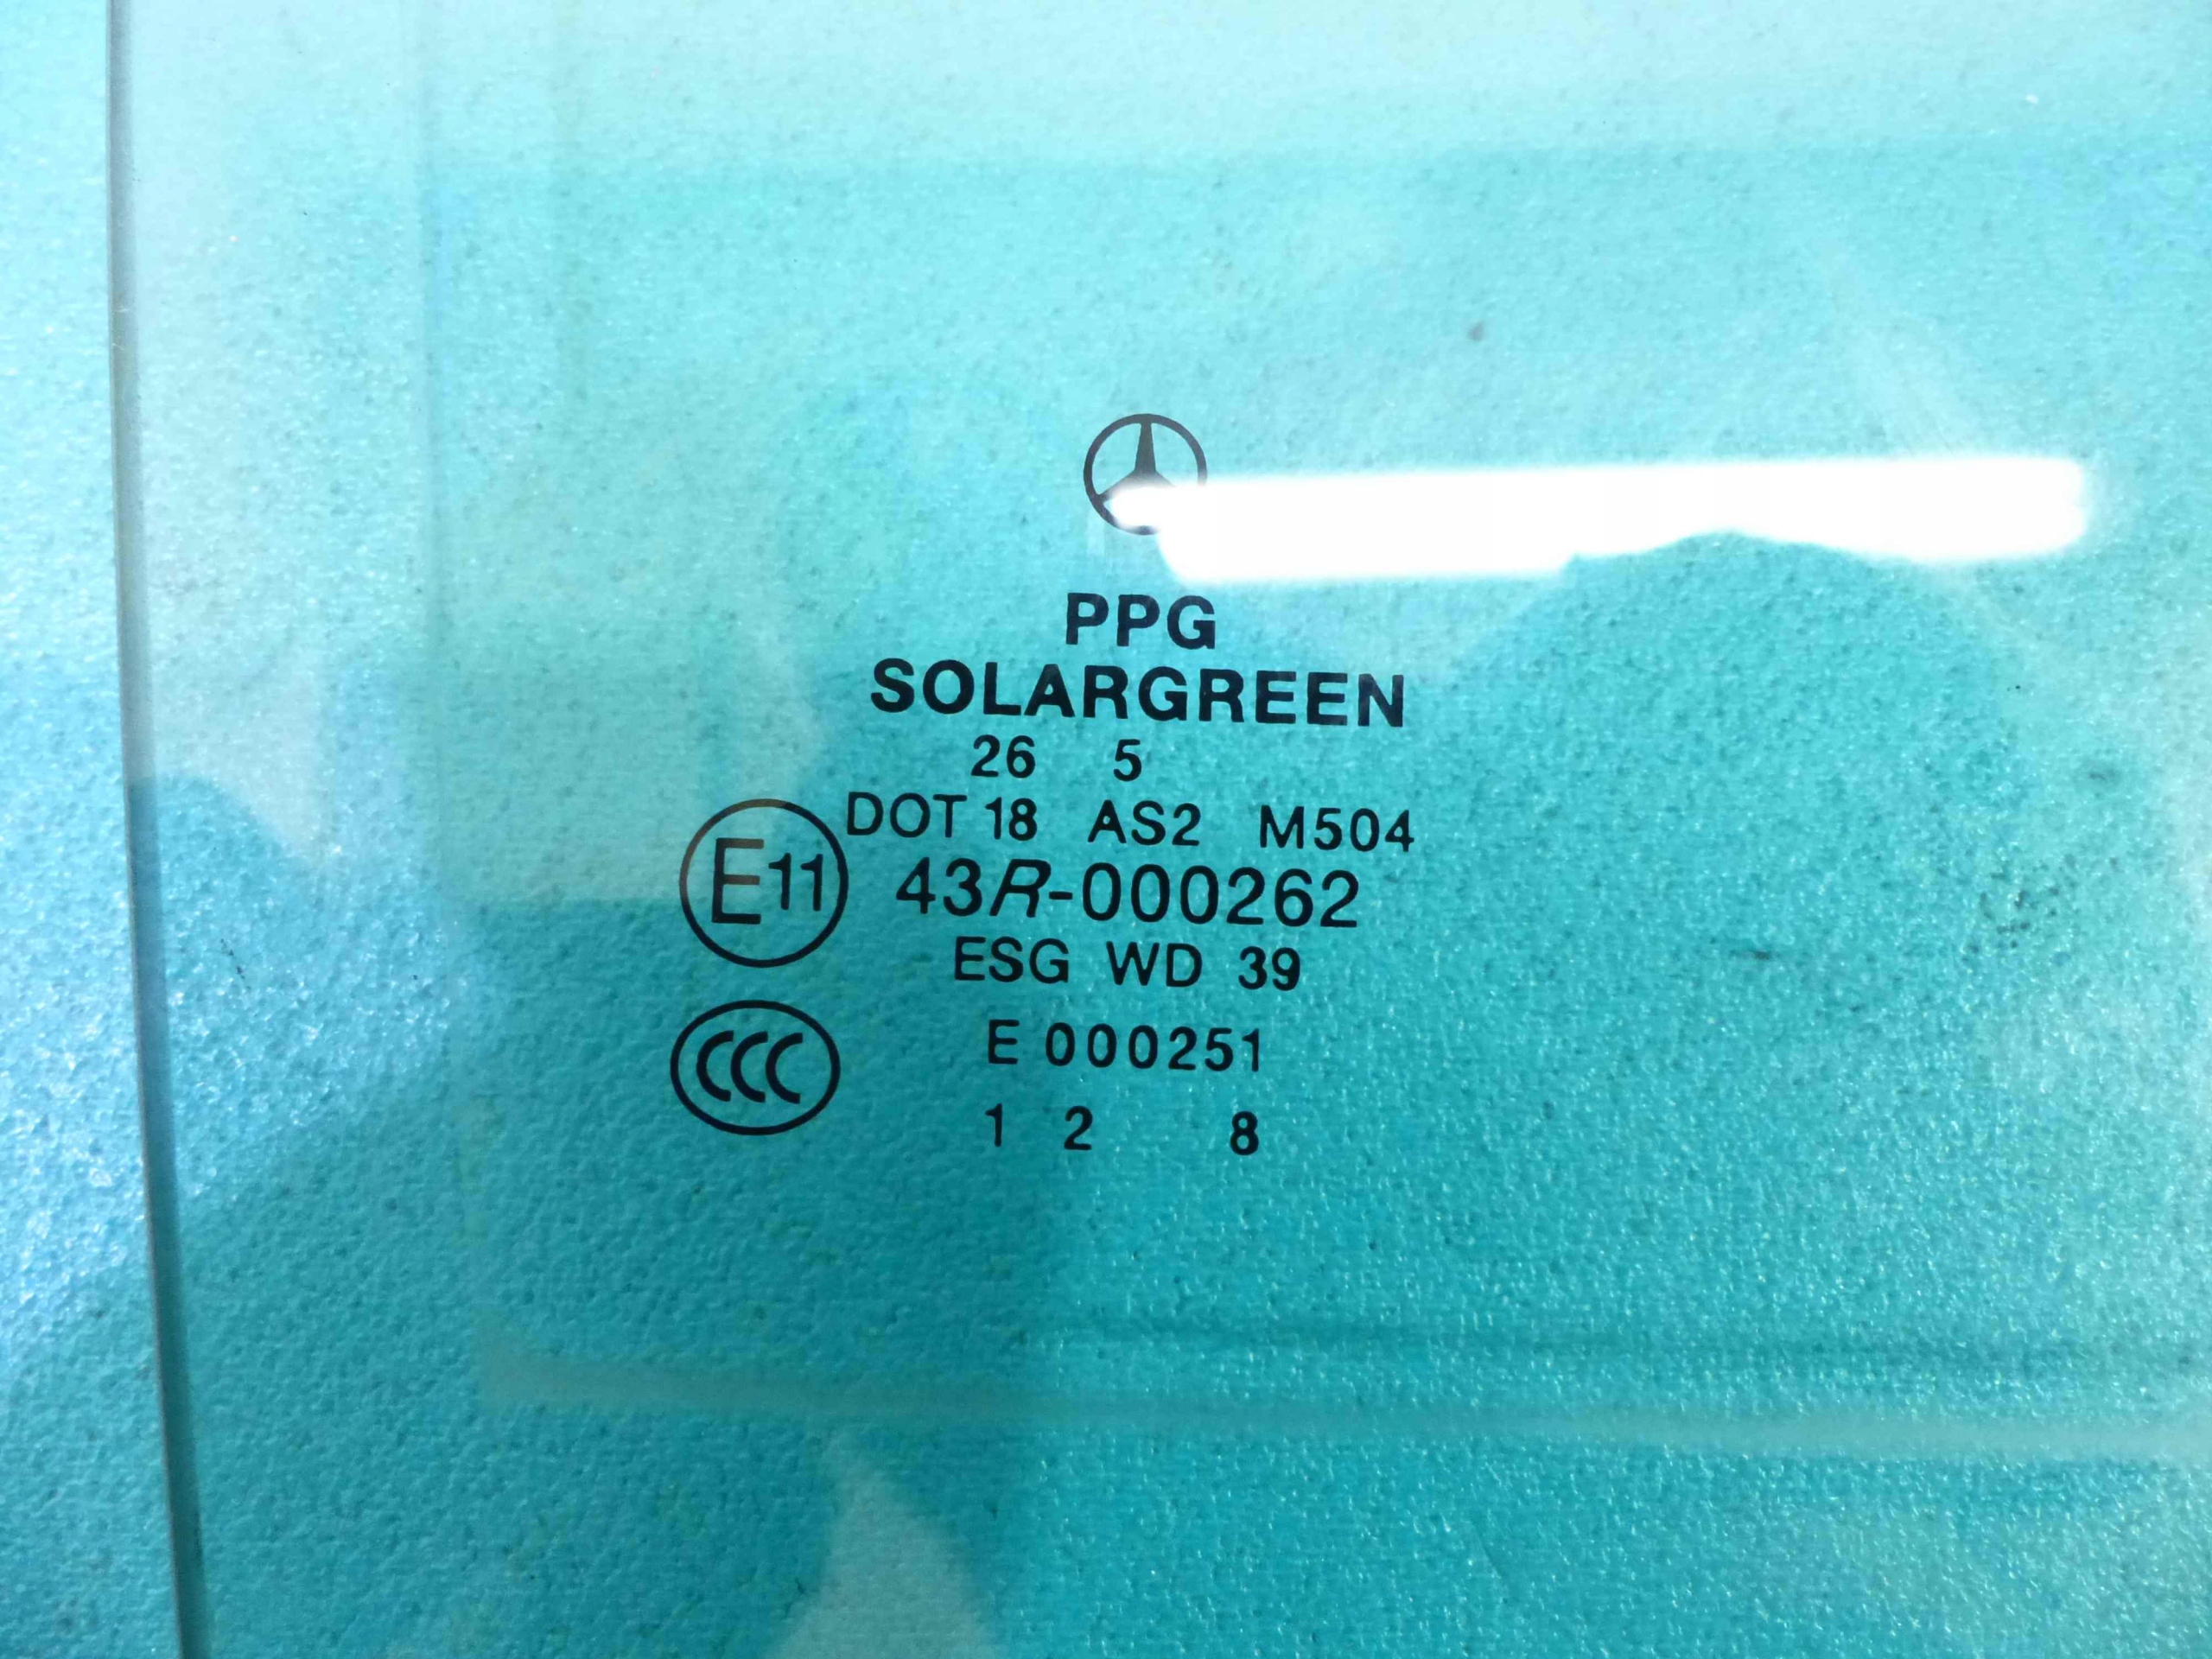 PPG
SOLARGREEN
26 5
DOT 18 AS2 M504
E11 43R-000262
ESG WD 39
CCC E 000251
1 2 8